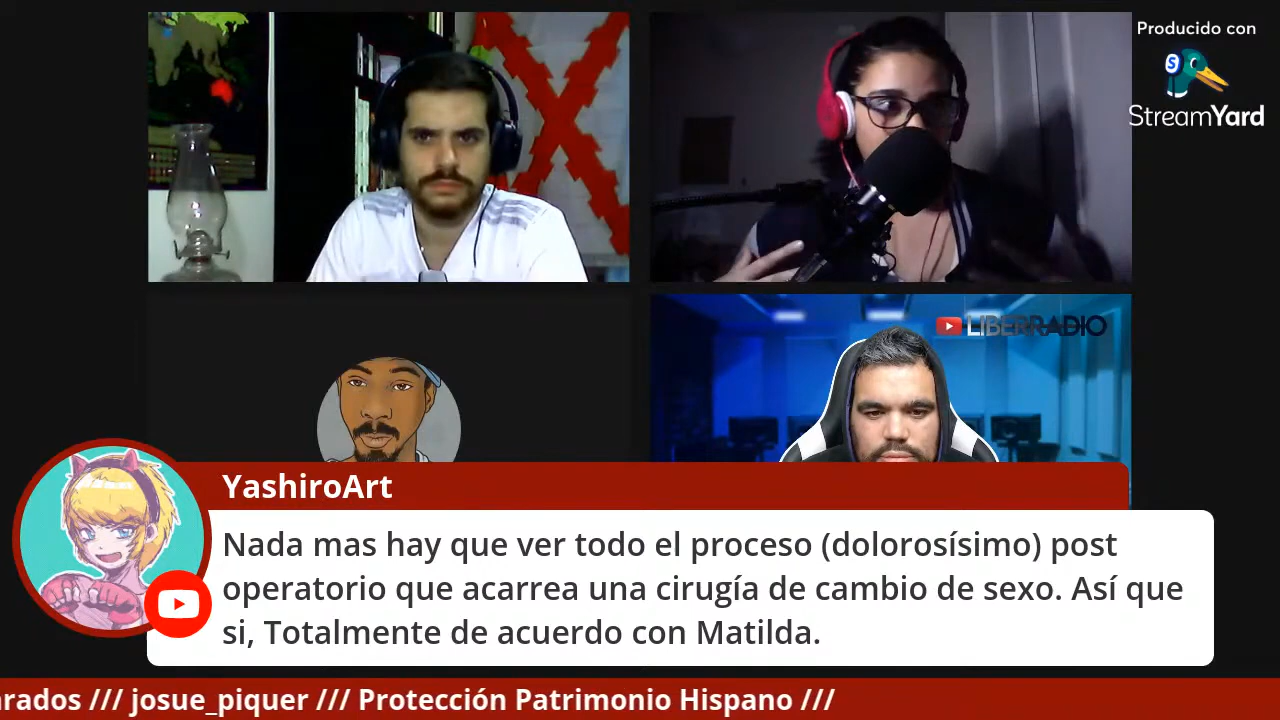 Producido con
StreamYard
LIBERRADIO
YashiroArt
Nada mas hay que ver todo el proceso (dolorosísimo) post
operatorio que acarrea una cirugía de cambio de sexo. Así que
si, Totalmente de acuerdo con Matilda.
arados /// josue_piquer /// Protección Patrimonio Hispano ///